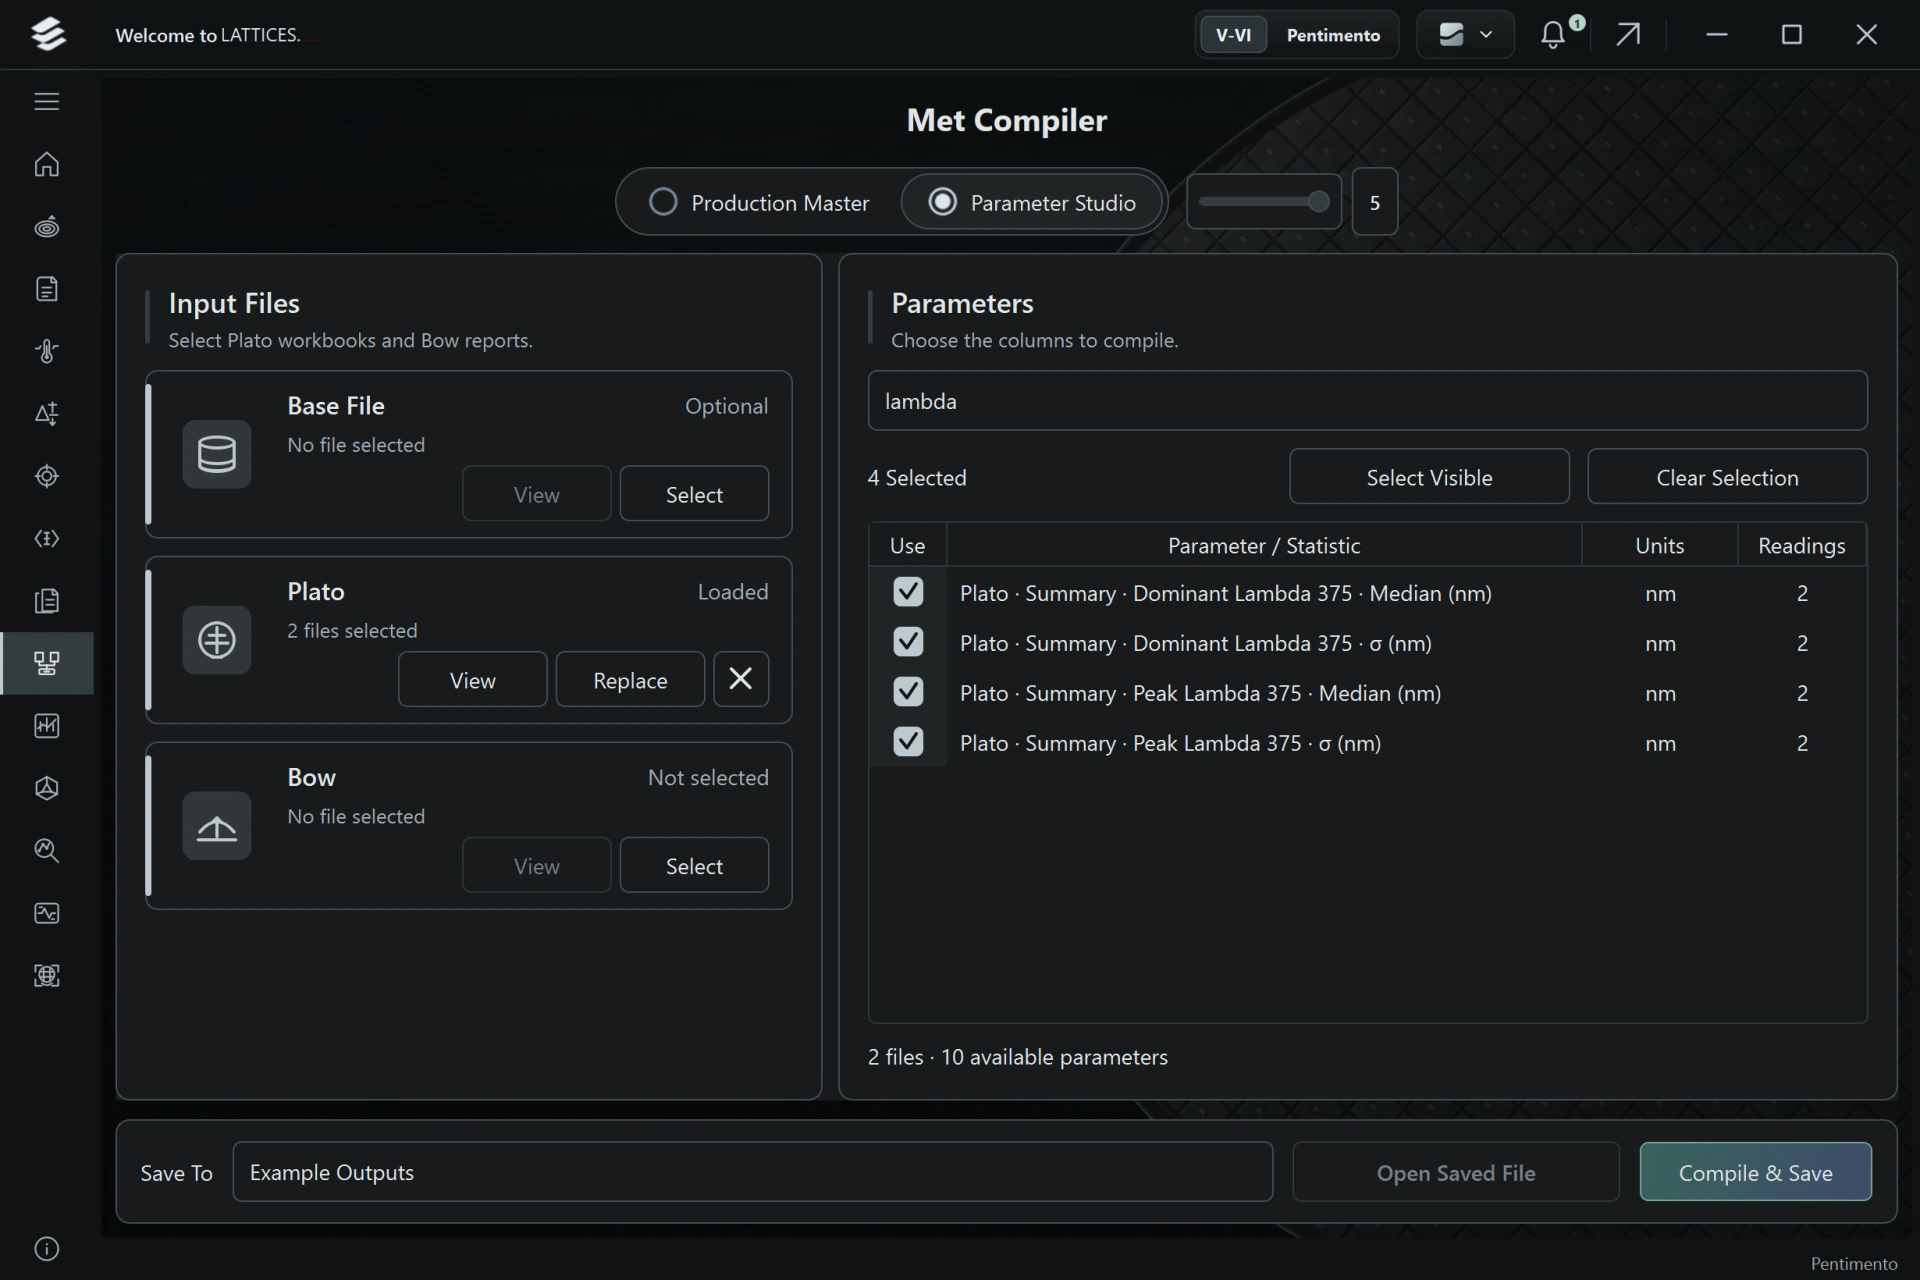 Welcome to LATTICES.
V-VI Pentimento
1
Met Compiler
Production Master
Parameter Studio
5
Input Files
Select Plato workbooks and Bow reports.
Base File
Optional
No file selected
View
Select
Plato
Loaded
2 files selected
View
Replace
Bow
Not selected
No file selected
View
Select
Parameters
Choose the columns to compile.
lambda
4 Selected
Select Visible
Clear Selection
Use Parameter / Statistic Units Readings
Plato · Summary · Dominant Lambda 375 · Median (nm) nm 2
Plato · Summary · Dominant Lambda 375 · σ (nm) nm 2
Plato · Summary · Peak Lambda 375 · Median (nm) nm 2
Plato · Summary · Peak Lambda 375 · σ (nm) nm 2
2 files · 10 available parameters
Save To
Example Outputs
Open Saved File
Compile & Save
Pentimento